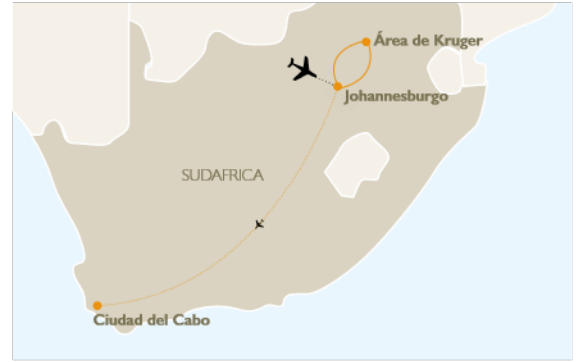 Área de Kruger
Johannesburgo
SUDAFRICA
Ciudad del Cabo